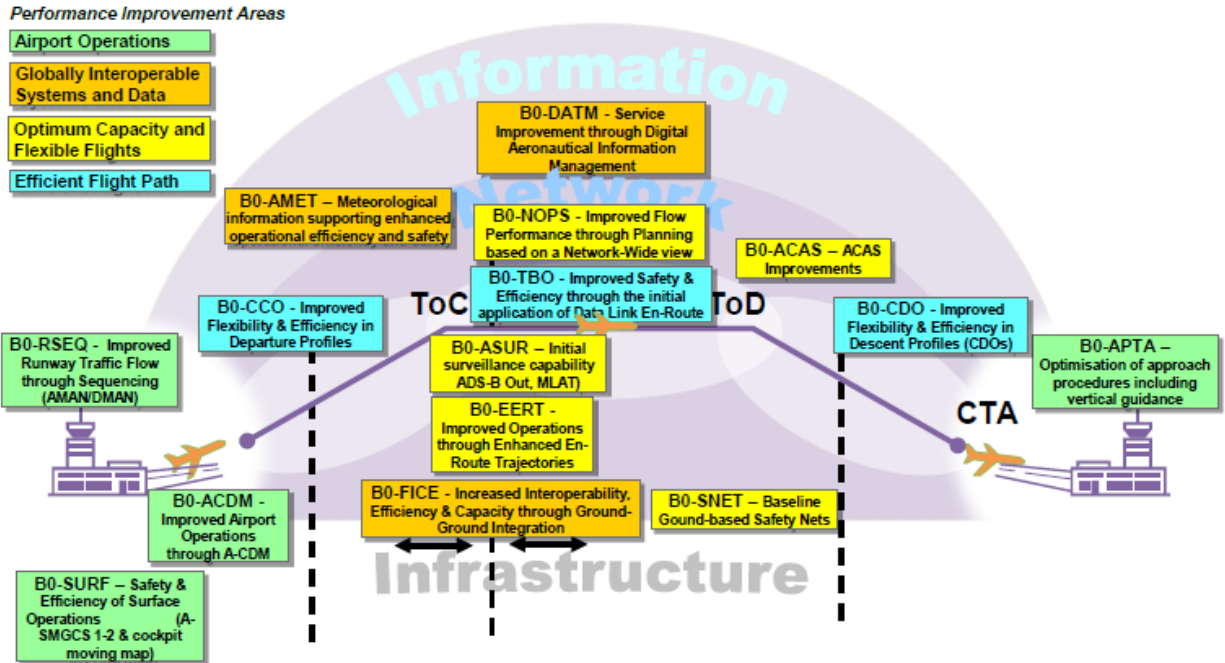 Performance Improvement Areas
Airport Operations
Globally Interoperable
Systems and Data
Optimum Capacity and
Flexible Flights
Efficient Flight Path
Information
B0-DATM - Service
Improvement through Digital
Aeronautical Information
Management
Network
B0-AMET – Meteorological
information supporting enhanced
operational efficiency and safety
B0-NOPS - Improved Flow
Performance through Planning
based on a Network-Wide view
B0-ACAS – ACAS
Improvements
B0-TBO - Improved Safety &
Efficiency through the initial
application of Data Link En-Route
ToC
ToD
B0-CCO - Improved
Flexibility & Efficiency in
Departure Profiles
B0-CDO - Improved
Flexibility & Efficiency in
Descent Profiles (CDOs)
B0-RSEQ - Improved
Runway Traffic Flow
through Sequencing
(AMAN/DMAN)
B0-ASUR – Initial
surveillance capability
ADS-B Out, MLAT)
B0-APTA –
Optimisation of approach
procedures including
vertical guidance
B0-EERT -
Improved Operations
through Enhanced En-
Route Trajectories
CTA
B0-FICE - Increased Interoperability,
Efficiency & Capacity through Ground-
Ground Integration
B0-SNET – Baseline
Gound-based Safety Nets
B0-ACDM -
Improved Airport
Operations
through A-CDM
Infrastructure
B0-SURF – Safety &
Efficiency of Surface
Operations (A-
SMGCS 1-2 & cockpit
moving map)